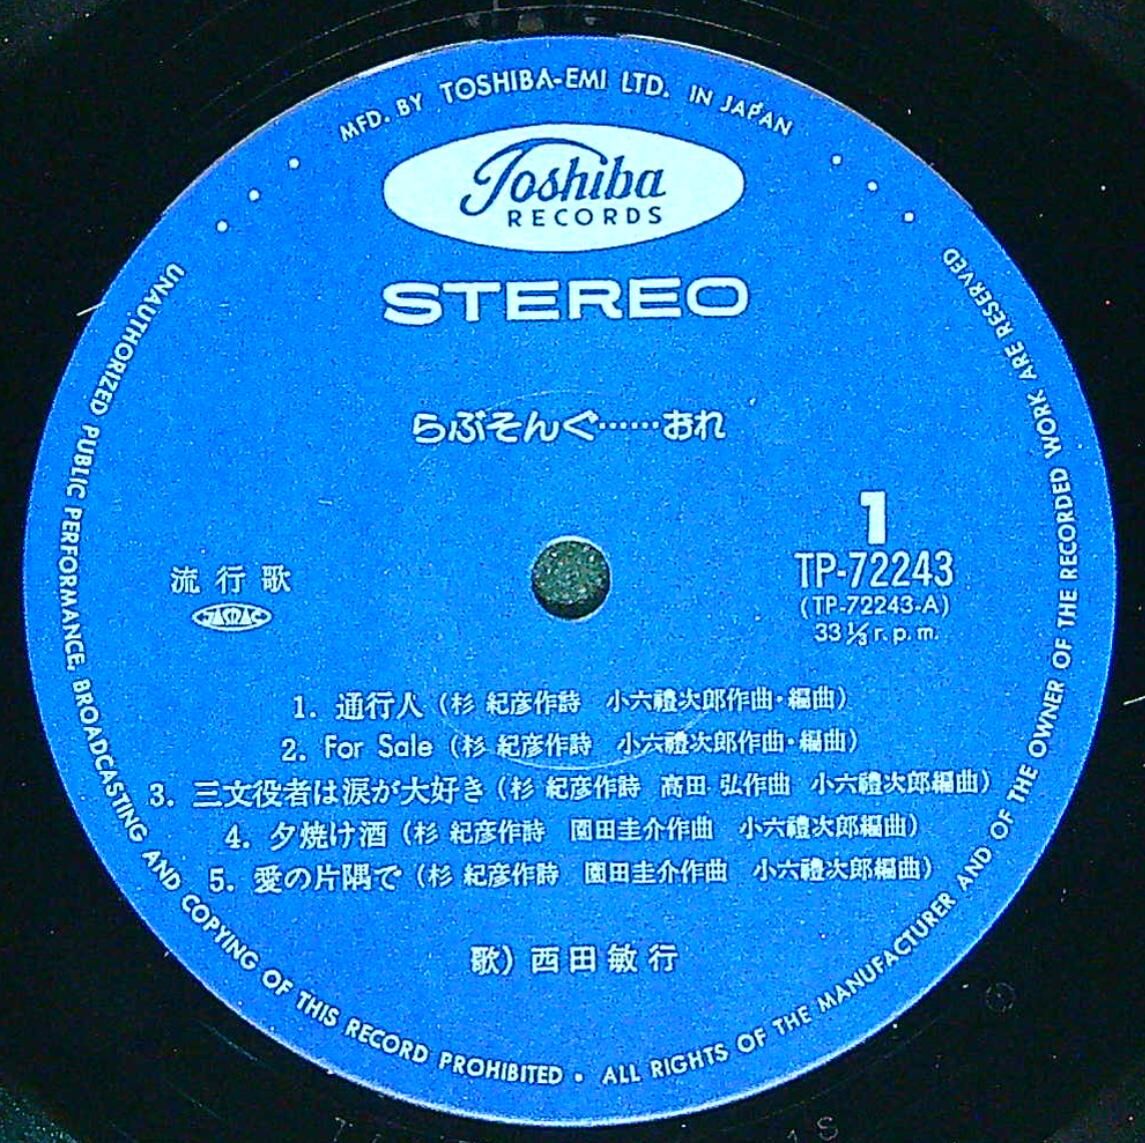 MFD. BY TOSHIBA-EMI LTD. IN JAPAN
Toshiba
RECORDS
STEREO
らぶそんぐ……おれ
1
TP-72243
(TP-72243-A)
33⅓ r.p.m.
流行歌
JASRAC
1. 通行人 (杉 紀彦作詩 小六禮次郎作曲・編曲)
2. For Sale (杉 紀彦作詩 小六禮次郎作曲・編曲)
3. 三文役者は涙が大好き (杉 紀彦作詩 高田 弘作曲 小六禮次郎編曲)
4. 夕焼け酒 (杉 紀彦作詩 園田圭介作曲 小六禮次郎編曲)
5. 愛の片隅で (杉 紀彦作詩 園田圭介作曲 小六禮次郎編曲)
歌) 西田敏行
UNAUTHORIZED PUBLIC PERFORMANCE, BROADCASTING AND COPYING OF THIS RECORD PROHIBITED • ALL RIGHTS OF THE MANUFACTURER AND OF THE OWNER OF THE RECORDED WORK ARE RESERVED